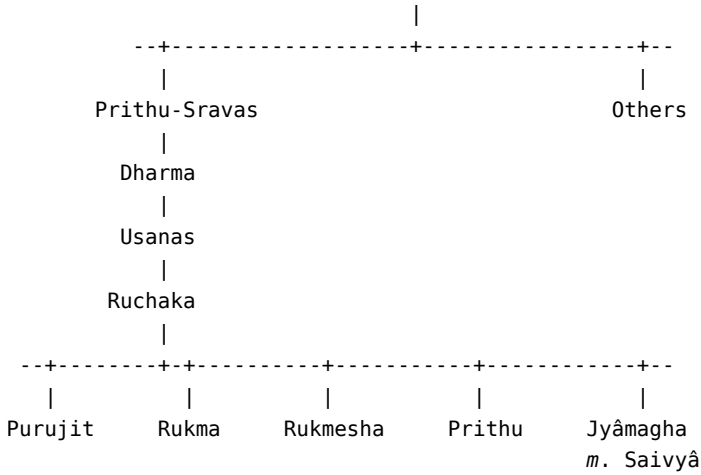 Prithu-Sravas Others
Dharma
Usanas
Ruchaka
Purujit Rukma Rukmesha Prithu Jyâmagha
m. Saivyâ